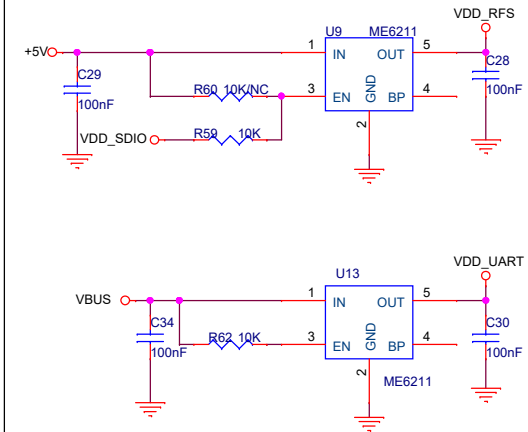 VDD_RFS
U9 ME6211
+5V
1 IN OUT 5
C29
100nF
C28
100nF
R60 10K/NC
3 EN GND BP 4
2
VDD_SDIO
R59 10K
VDD_UART
U13
VBUS
1 IN OUT 5
C34
100nF
C30
100nF
R62 10K
3 EN GND BP 4
2
ME6211